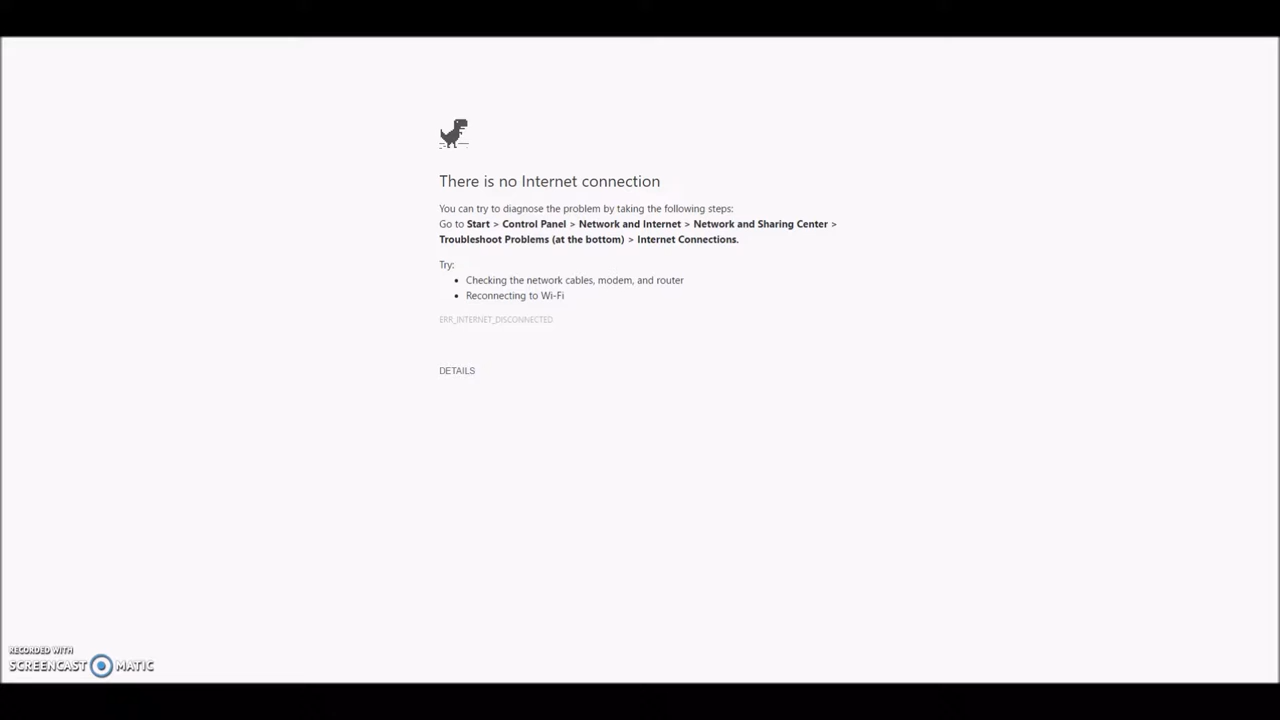 There is no Internet connection
You can try to diagnose the problem by taking the following steps:
Go to Start > Control Panel > Network and Internet > Network and Sharing Center >
Troubleshoot Problems (at the bottom) > Internet Connections.
Try:
• Checking the network cables, modem, and router
• Reconnecting to Wi-Fi
ERR_INTERNET_DISCONNECTED
DETAILS
RECORDED WITH
SCREENCAST MATIC